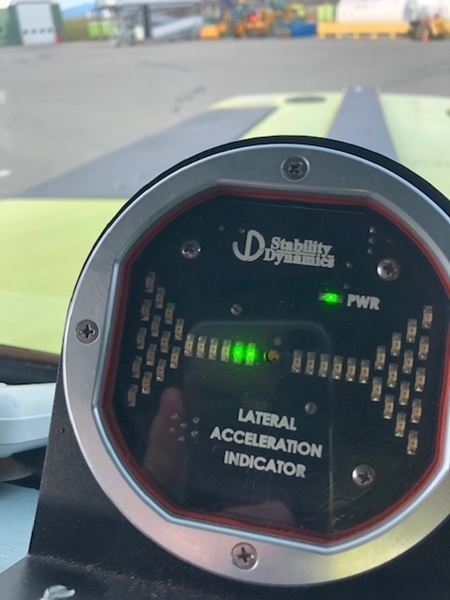 Stability
Dynamics
PWR
LATERAL
ACCELERATION
INDICATOR